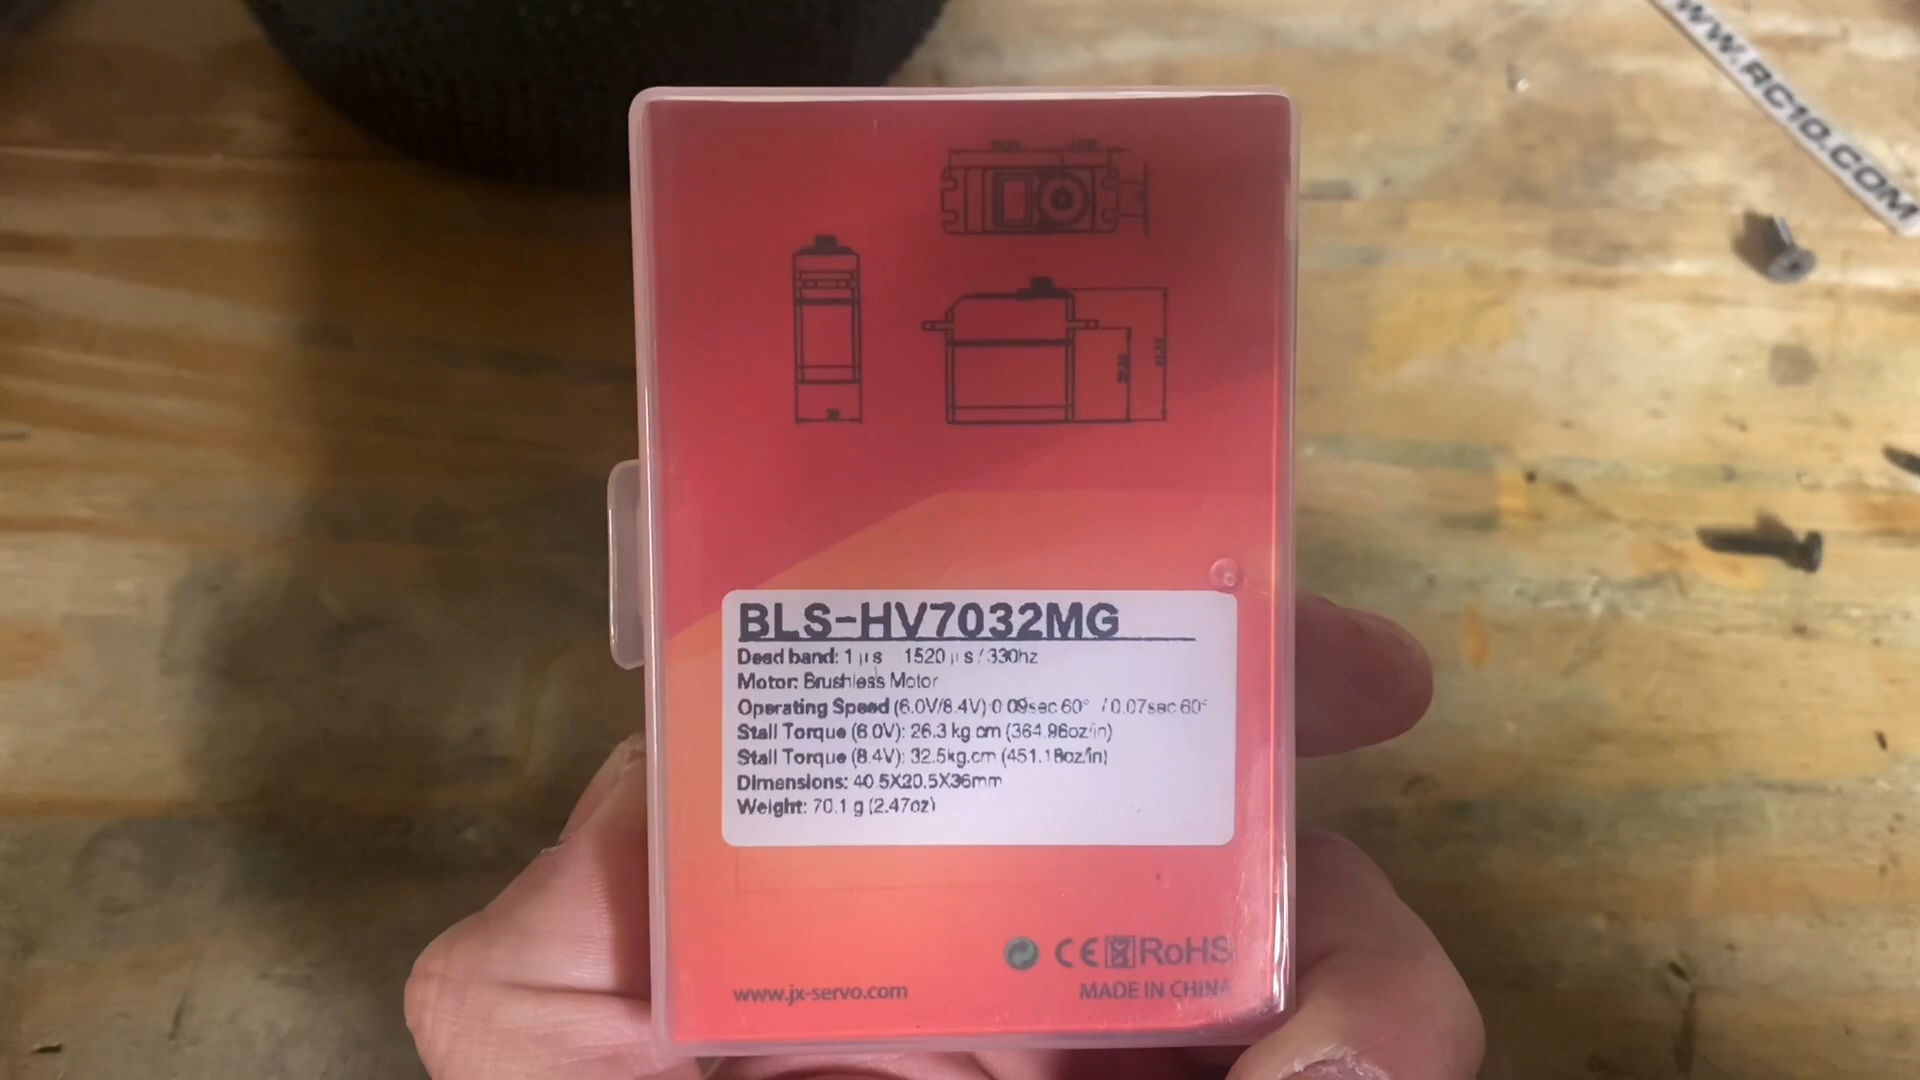 WWW.RC10.COM
20
BLS-HV7032MG
Dead band: 1 μs 1520 μs / 330hz
Motor: Brushless Motor
Operating Speed (6.0V/8.4V):0.09sec 60° / 0.07sec 60°
Stall Torque (6.0V): 26.3 kg.cm (364.96oz/in)
Stall Torque (8.4V): 32.5kg.cm (451.18oz/in)
Dimensions: 40.5X20.5X36mm
Weight: 70.1 g (2.47oz)
CE RoHS
www.jx-servo.com MADE IN CHINA